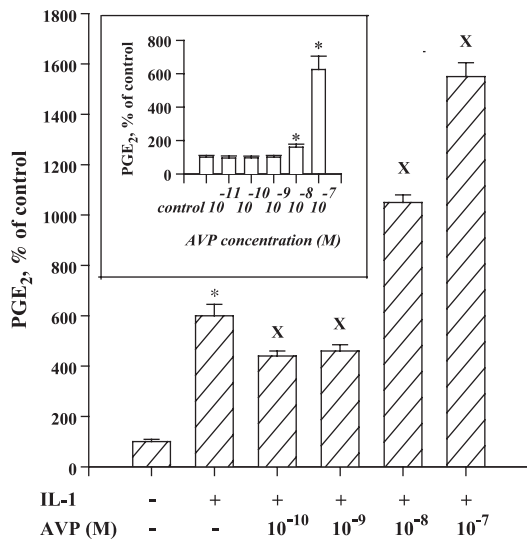 PGE2, % of control
1800
1600
1400
1200
1000
800
600
400
200
0
* X X X X
PGE2, % of control
800
600
400
200
0
* *
-11 -10 -9 -8 -7
control 10 10 10 10 10
AVP concentration (M)
IL-1 - + + + + +
AVP (M) - - 10-10 10-9 10-8 10-7